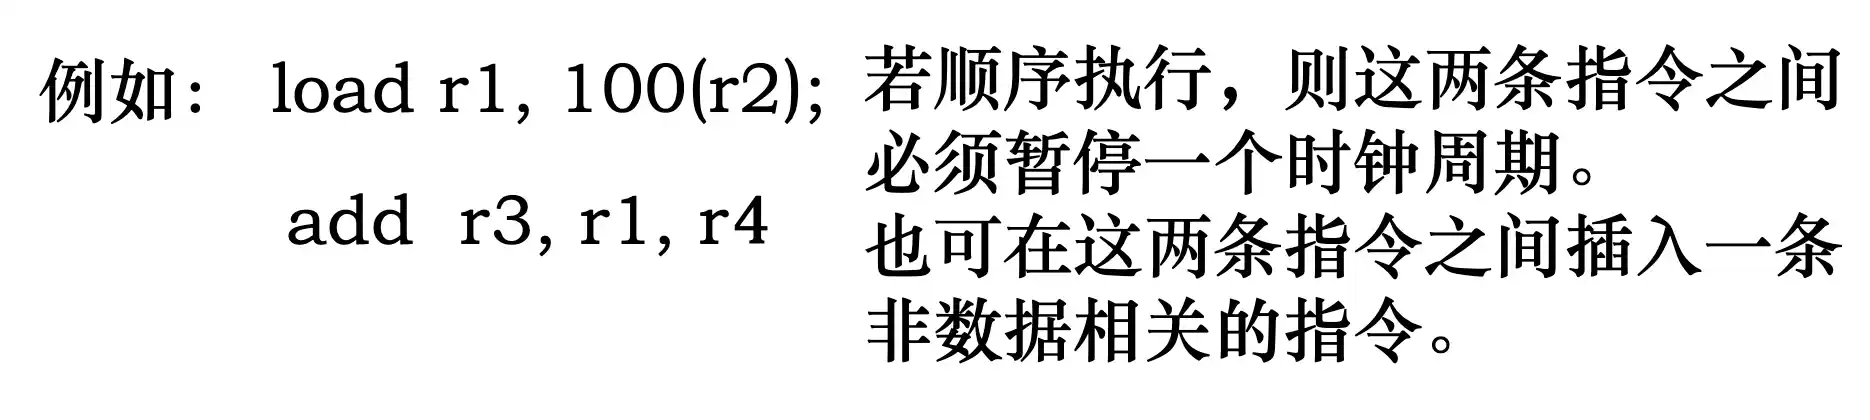 例如： load r1, 100(r2); 若顺序执行，则这两条指令之间
必须暂停一个时钟周期。
add r3, r1, r4
也可在这两条指令之间插入一条
非数据相关的指令。